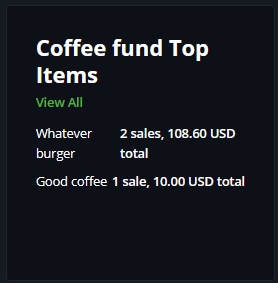 Coffee fund Top
Items
View All
Whatever 2 sales, 108.60 USD
burger total
Good coffee 1 sale, 10.00 USD total